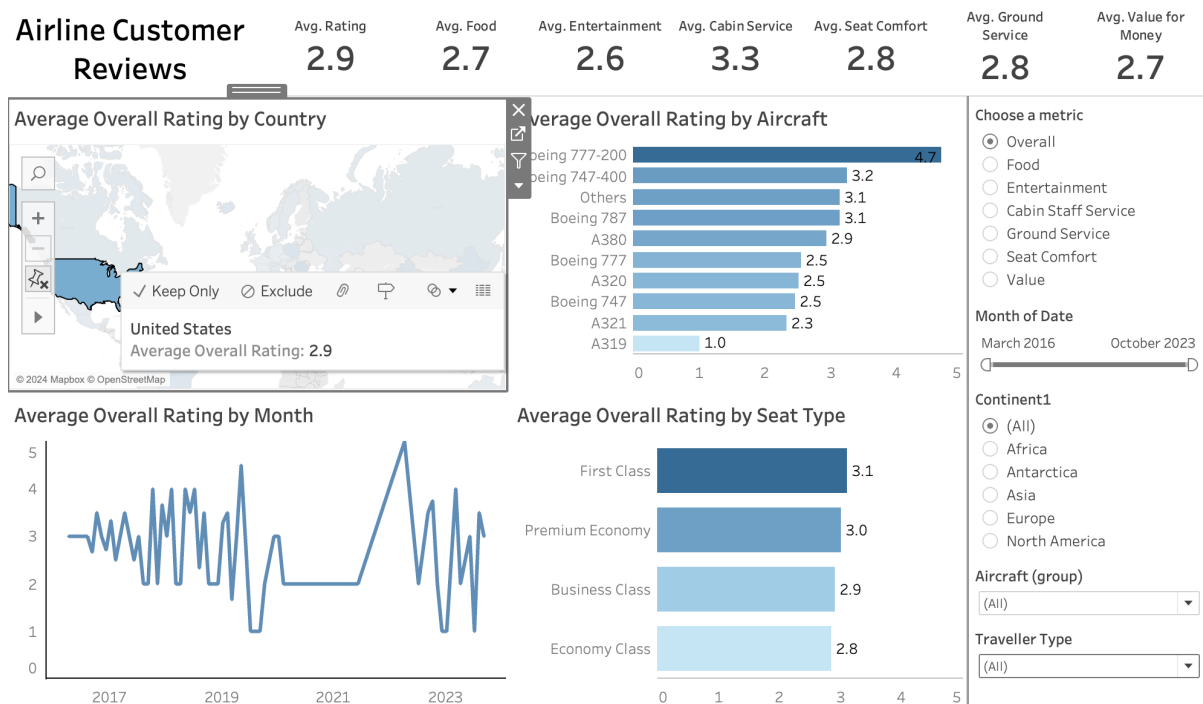 Airline Customer
Reviews
Avg. Rating
2.9
Avg. Food
2.7
Avg. Entertainment
2.6
Avg. Cabin Service
3.3
Avg. Seat Comfort
2.8
Avg. Ground
Service
2.8
Avg. Value for
Money
2.7
Average Overall Rating by Country
Keep Only
Exclude
United States
Average Overall Rating: 2.9
© 2024 Mapbox © OpenStreetMap
verage Overall Rating by Aircraft
oeing 777-200
4.7
oeing 747-400
3.2
Others
3.1
Boeing 787
3.1
A380
2.9
Boeing 777
2.5
A320
2.5
Boeing 747
2.5
A321
2.3
A319
1.0
0 1 2 3 4 5
Average Overall Rating by Month
5
4
3
2
1
0
2017 2019 2021 2023
Average Overall Rating by Seat Type
First Class
3.1
Premium Economy
3.0
Business Class
2.9
Economy Class
2.8
0 1 2 3 4 5
Choose a metric
Overall
Food
Entertainment
Cabin Staff Service
Ground Service
Seat Comfort
Value
Month of Date
March 2016 October 2023
Continent1
(All)
Africa
Antarctica
Asia
Europe
North America
Aircraft (group)
(All)
Traveller Type
(All)